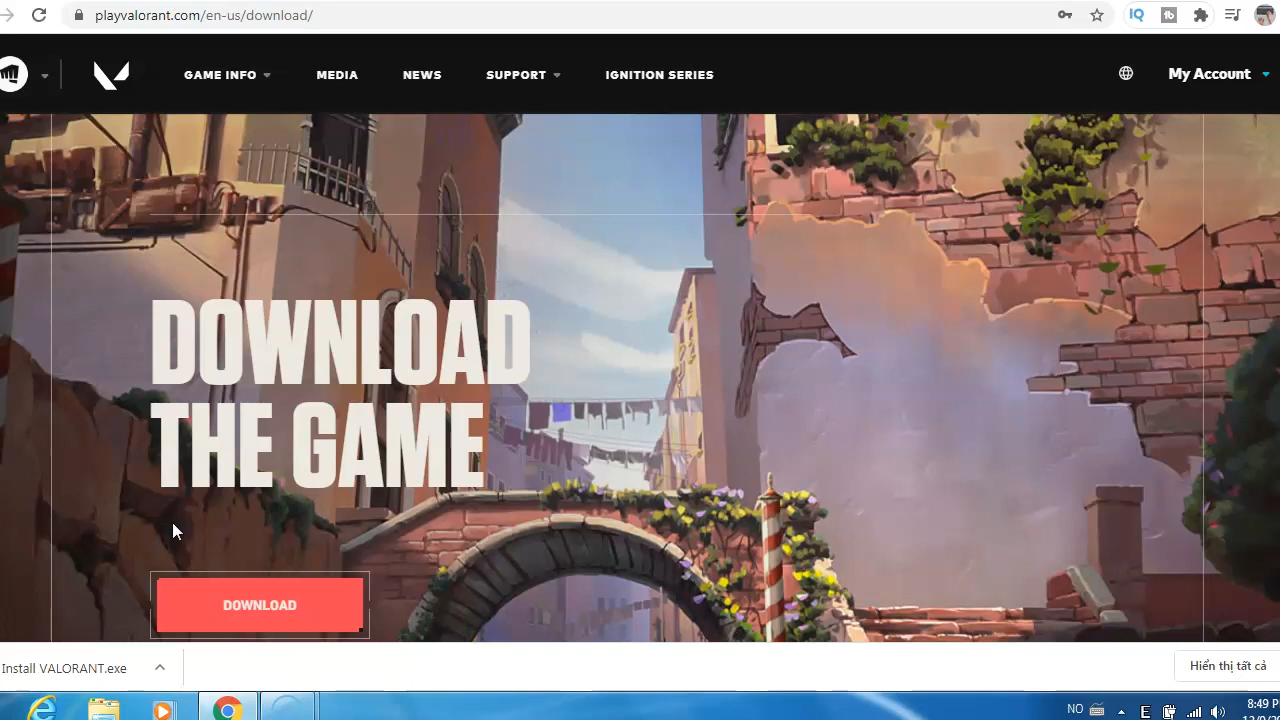 playvalorant.com/en-us/download/
GAME INFO MEDIA NEWS SUPPORT IGNITION SERIES My Account
DOWNLOAD
THE GAME
DOWNLOAD
Install VALORANT.exe
Hiển thị tất cả
NO
8:49 PM